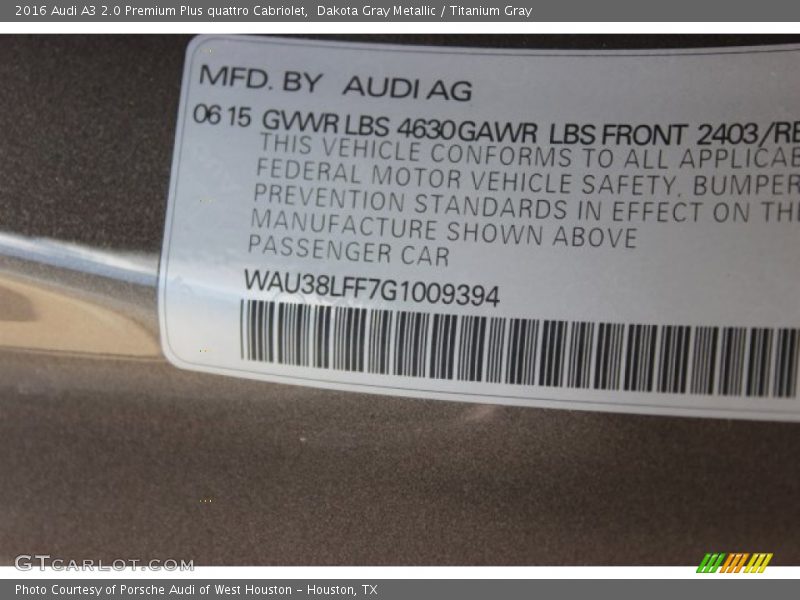 2016 Audi A3 2.0 Premium Plus quattro Cabriolet, Dakota Gray Metallic / Titanium Gray
MFD. BY AUDI AG
06 15 GVWR LBS 4630 GAWR LBS FRONT 2403/RE
THIS VEHICLE CONFORMS TO ALL APPLICAB
FEDERAL MOTOR VEHICLE SAFETY, BUMPER
PREVENTION STANDARDS IN EFFECT ON TH
MANUFACTURE SHOWN ABOVE
PASSENGER CAR
WAU38LFF7G1009394
GTCARLOT.COM
Photo Courtesy of Porsche Audi of West Houston - Houston, TX